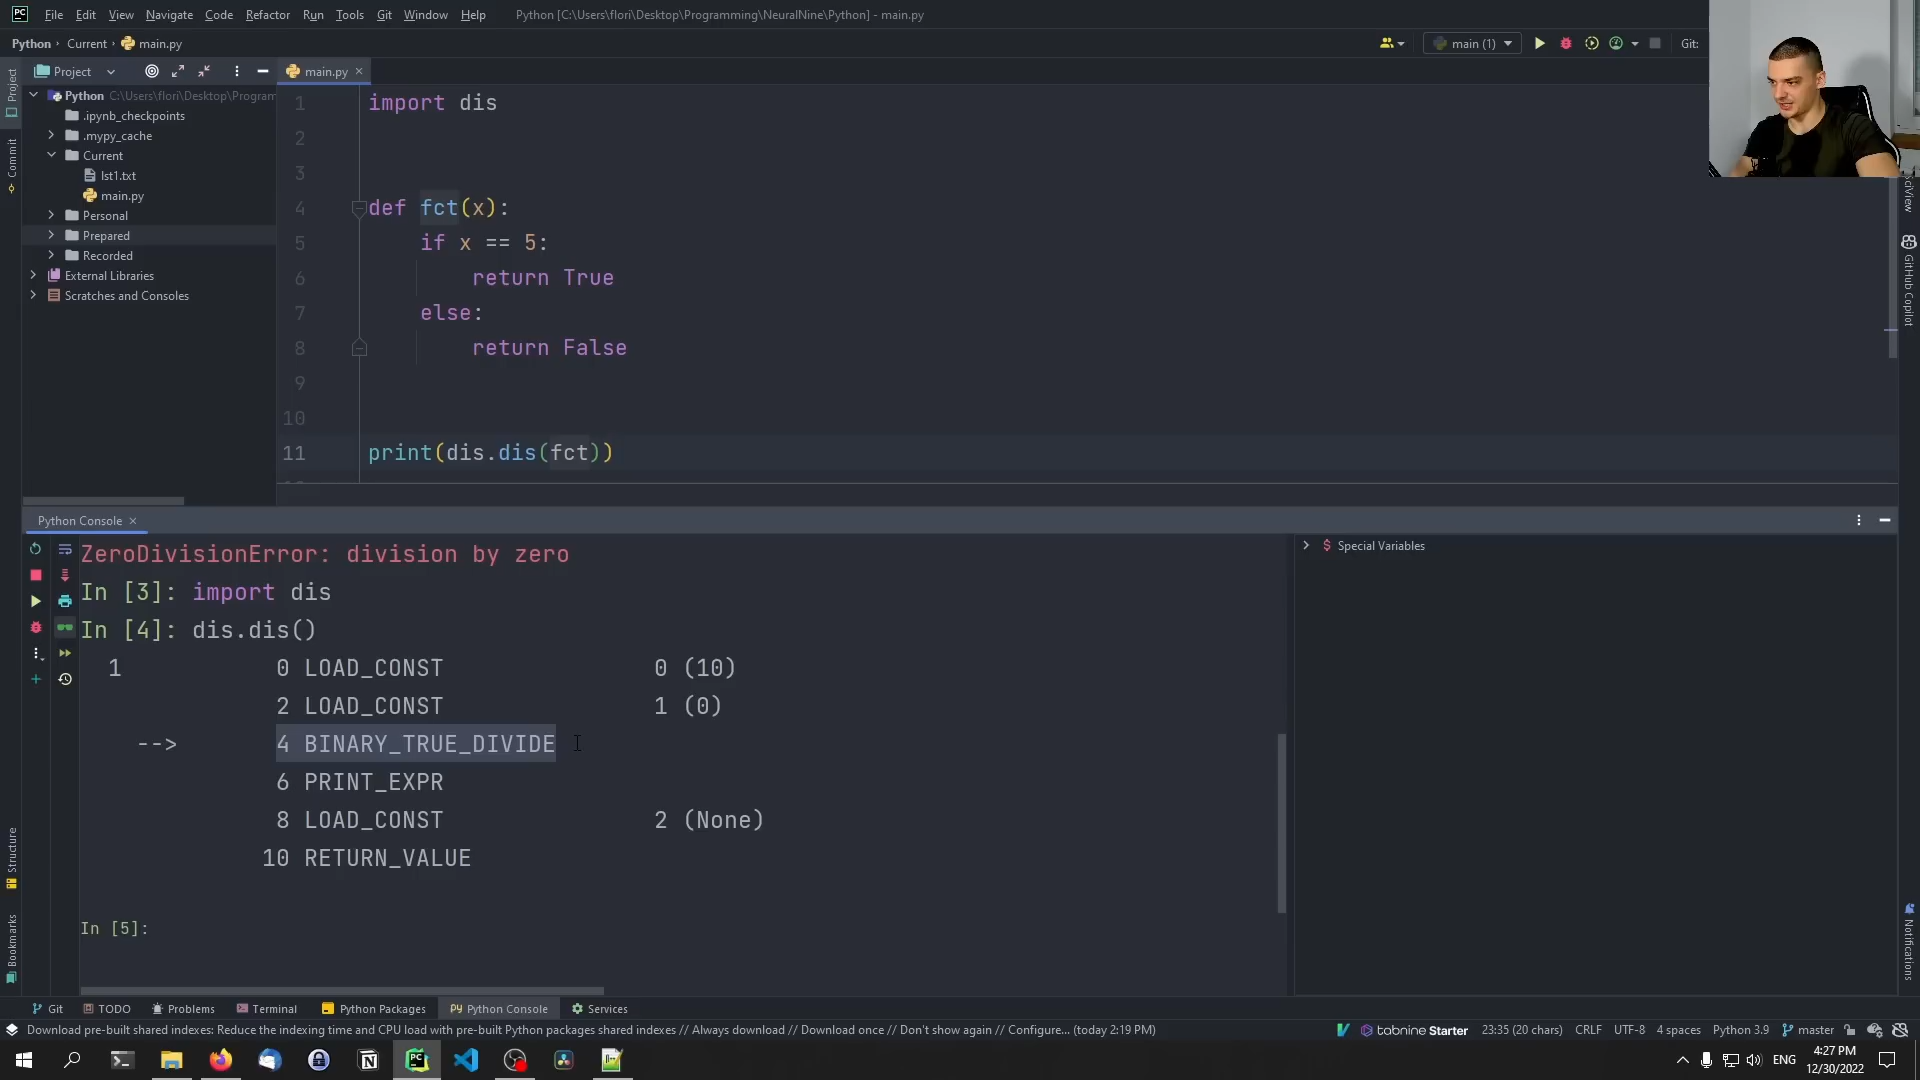 PC File Edit View Navigate Code Refactor Run Tools Git Window Help Python [C:\Users\flori\Desktop\Programming\NeuralNine\Python] - main.py
Python Current main.py main (1) Git:
Project main.py
Python C:\Users\flori\Desktop\Program
.ipynb_checkpoints
.mypy_cache
Current
lst1.txt
main.py
Personal
Prepared
Recorded
External Libraries
Scratches and Consoles
Project
Commit
Structure
Bookmarks
SciView
GitHub Copilot
Notifications
1 import dis
2
3
4 def fct(x):
5 if x == 5:
6 return True
7 else:
8 return False
9
10
11 print(dis.dis(fct))
Python Console
ZeroDivisionError: division by zero
In [3]: import dis
In [4]: dis.dis()
1 0 LOAD_CONST 0 (10)
2 LOAD_CONST 1 (0)
--> 4 BINARY_TRUE_DIVIDE
6 PRINT_EXPR
8 LOAD_CONST 2 (None)
10 RETURN_VALUE
In [5]:
Special Variables
Git TODO Problems Terminal Python Packages Python Console Services
Download pre-built shared indexes: Reduce the indexing time and CPU load with pre-built Python packages shared indexes // Always download // Download once // Don't show again // Configure... (today 2:19 PM) tabnine Starter 23:35 (20 chars) CRLF UTF-8 4 spaces Python 3.9 master
ENG 4:27 PM
12/30/2022